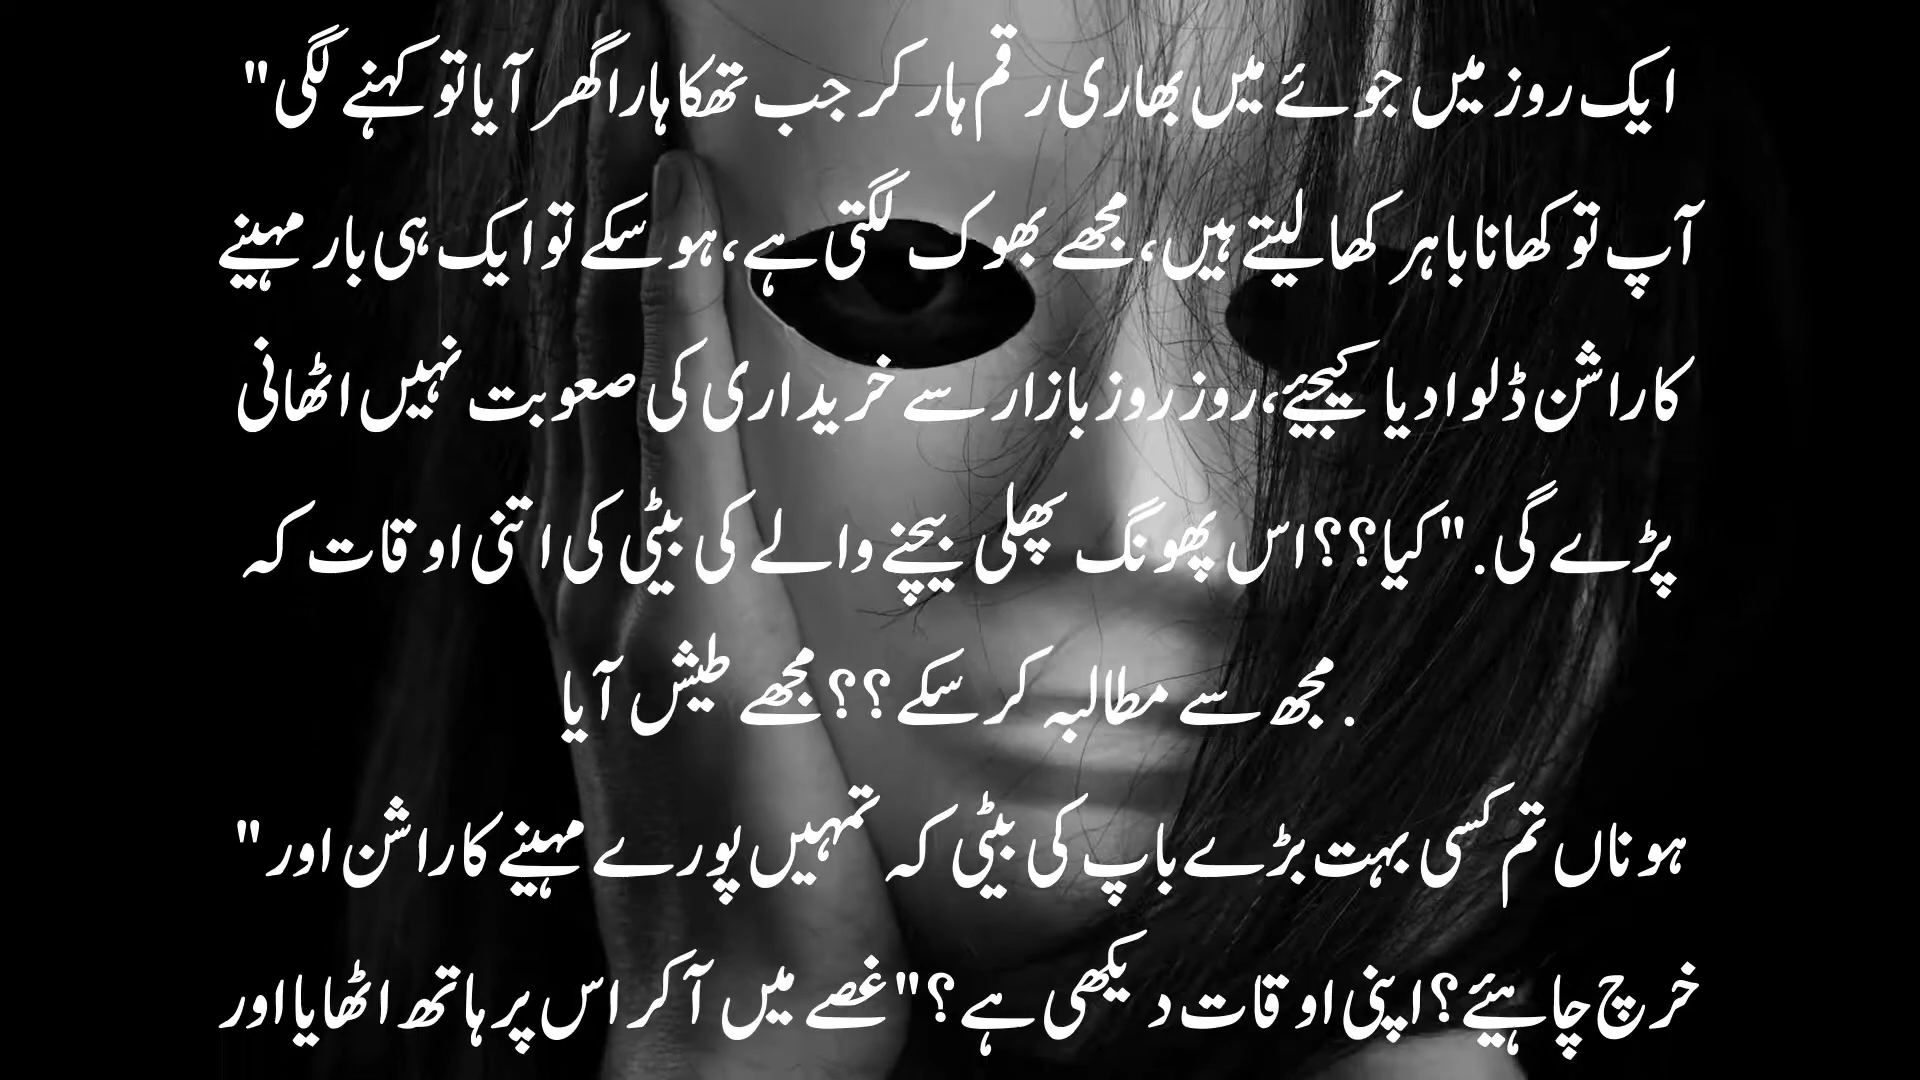 ایک روز میں جوئے میں بھاری رقم ہار کر جب تھکا ہارا گھر آیا تو کہنے لگی"
آپ تو کھانا باہر کھا لیتے ہیں، مجھے بھوک لگتی ہے، ہو سکے تو ایک ہی بار مہینے
کا راشن ڈلوا دیا کیجیئے، روز روز بازار سے خریداری کی صعوبت نہیں اٹھانی
پڑے گی. "کیا؟؟ اس پھونگ پھلی بیچنے والے کی بیٹی کی اتنی اوقات کہ
. مجھ سے مطالبہ کر سکے؟؟ مجھے طیش آیا
ہو ناں تم کسی بہت بڑے باپ کی بیٹی کہ تمہیں پورے مہینے کا راشن اور"
خرچ چاہیئے؟ اپنی اوقات دیکھی ہے؟" غصے میں آ کر اس پر ہاتھ اٹھایا اور